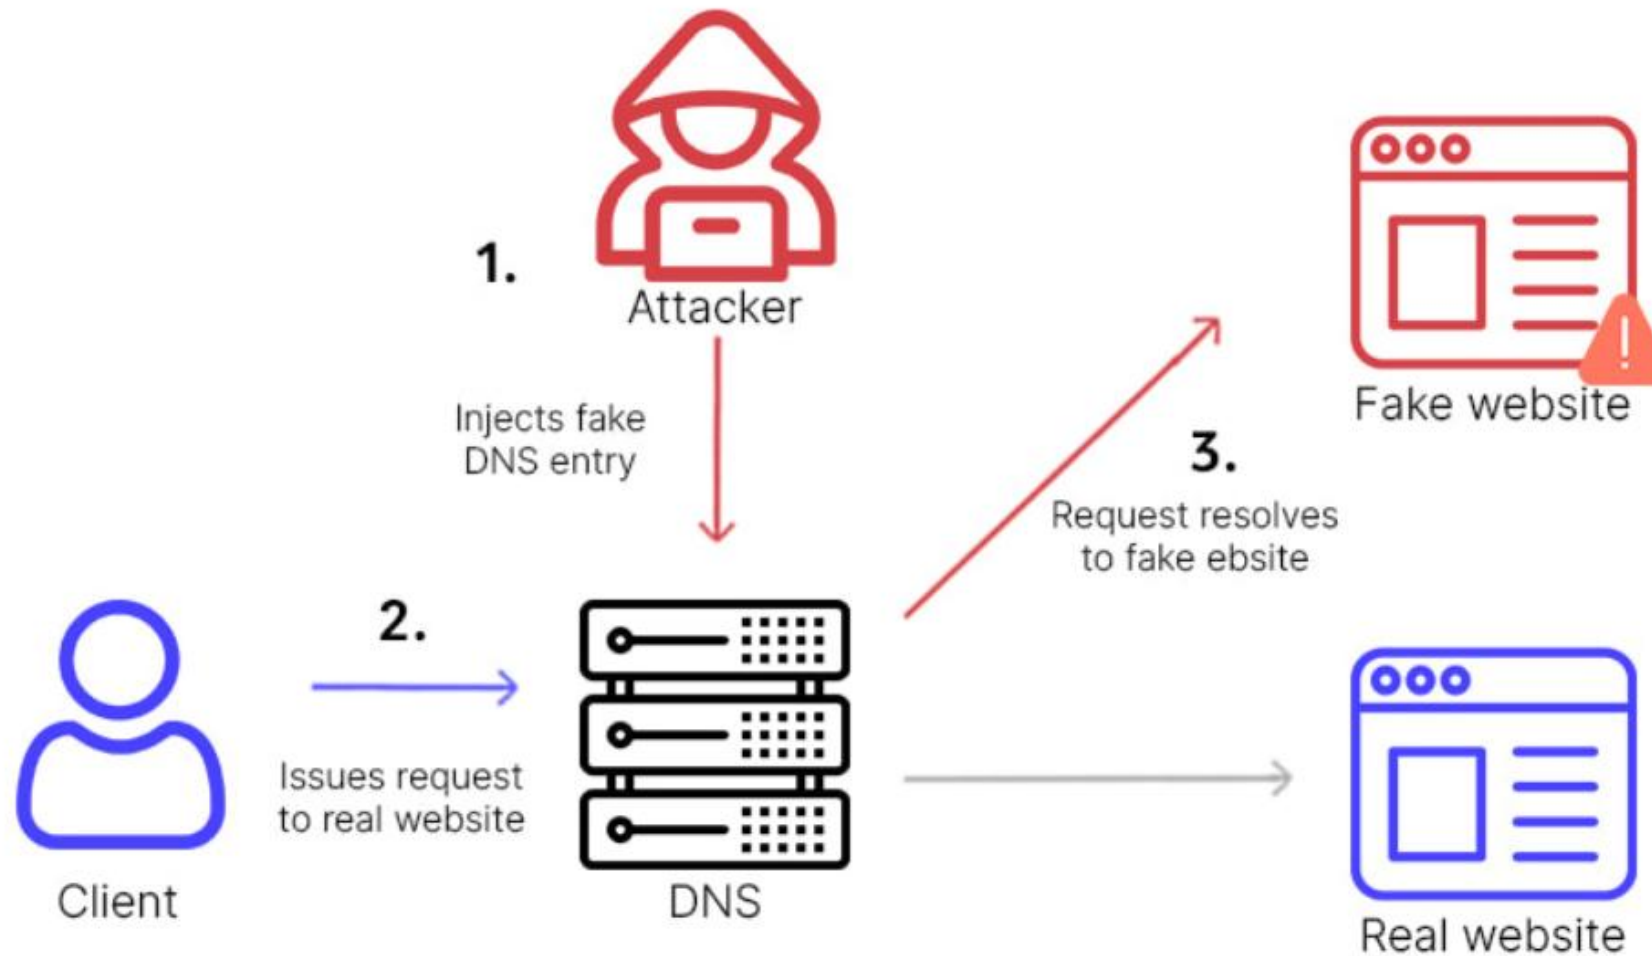 1.
Attacker
Injects fake
DNS entry
Fake website
3.
Request resolves
to fake ebsite
2.
Issues request
to real website
Client
DNS
Real website